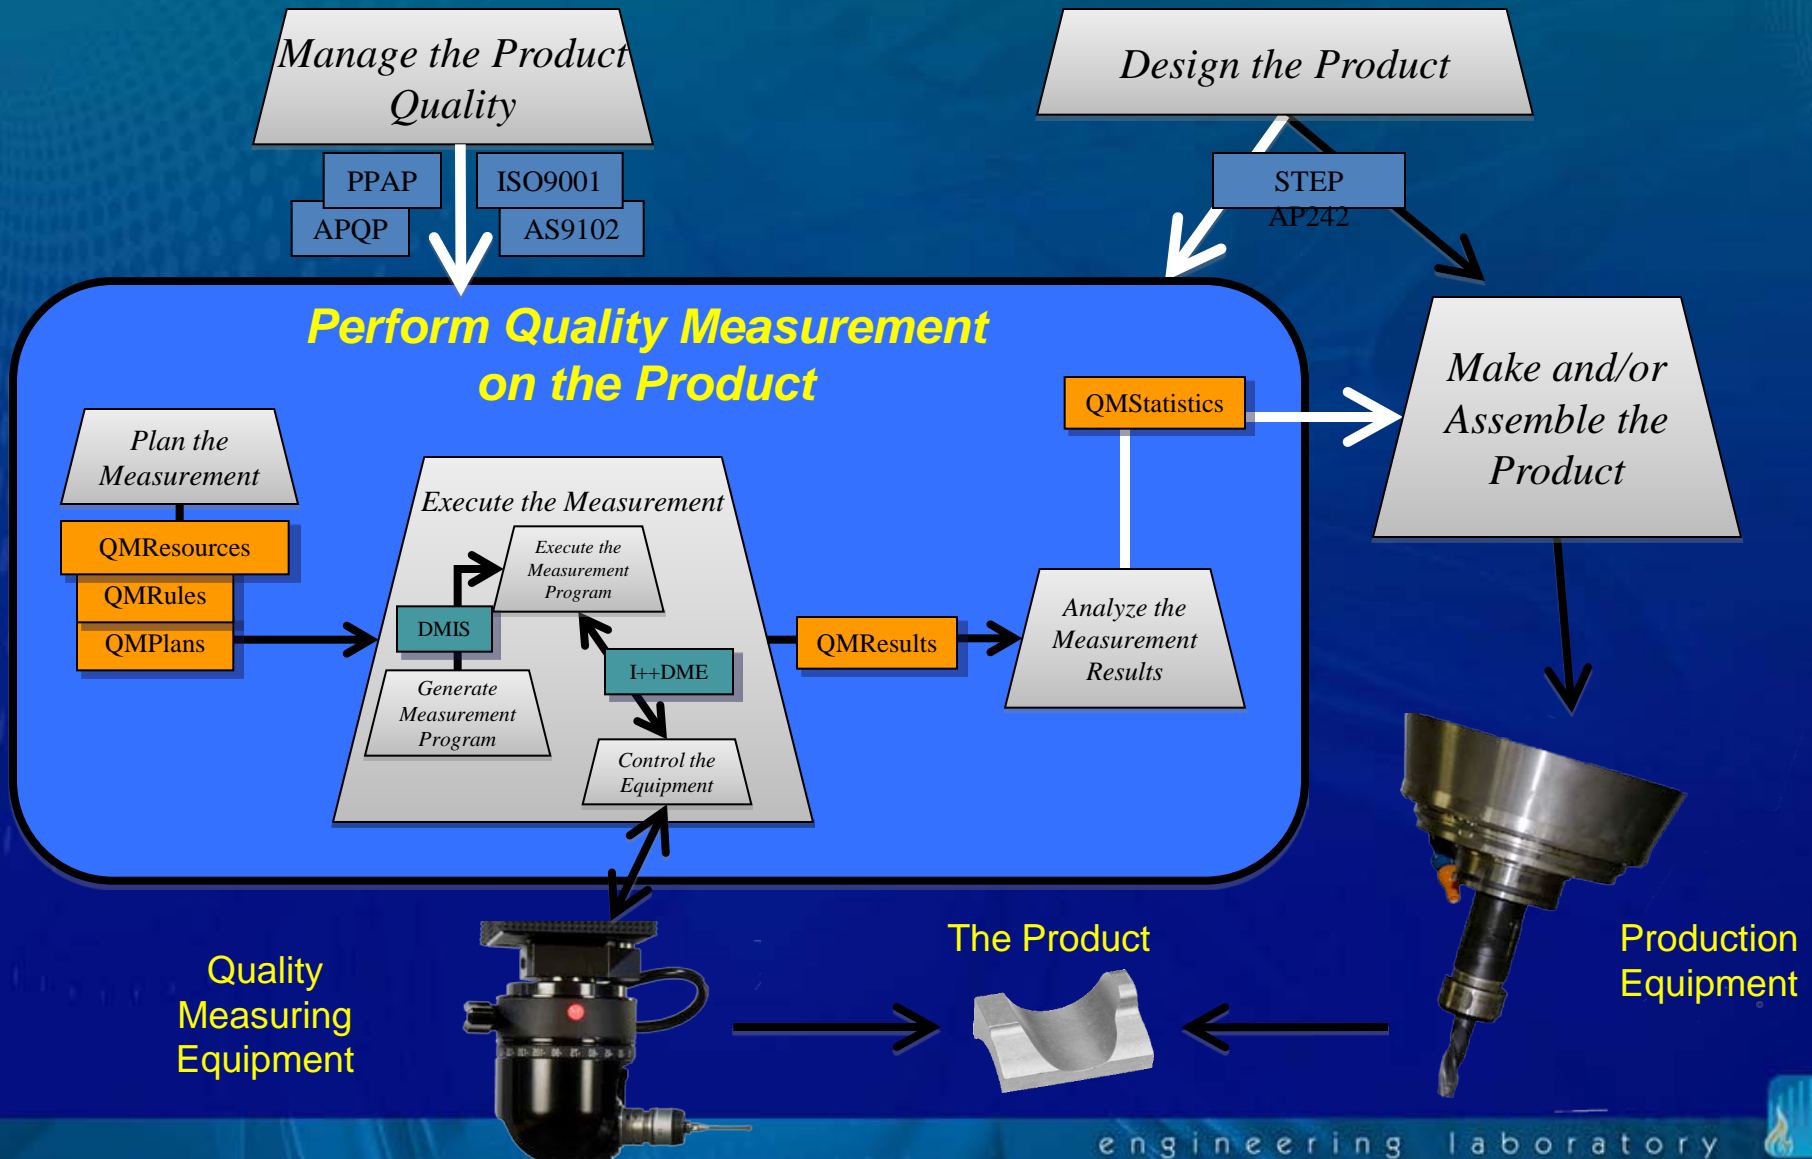 Manage the Product
Quality
Design the Product
PPAP
ISO9001
APQP
AS9102
STEP
AP242
Perform Quality Measurement
on the Product
Make and/or
Assemble the
Product
QMStatistics
Plan the
Measurement
QMResources
QMRules
QMPlans
Execute the Measurement
Execute the
Measurement
Program
DMIS
I++DME
Generate
Measurement
Program
Control the
Equipment
QMResults
Analyze the
Measurement
Results
Quality
Measuring
Equipment
The Product
Production
Equipment
engineering laboratory